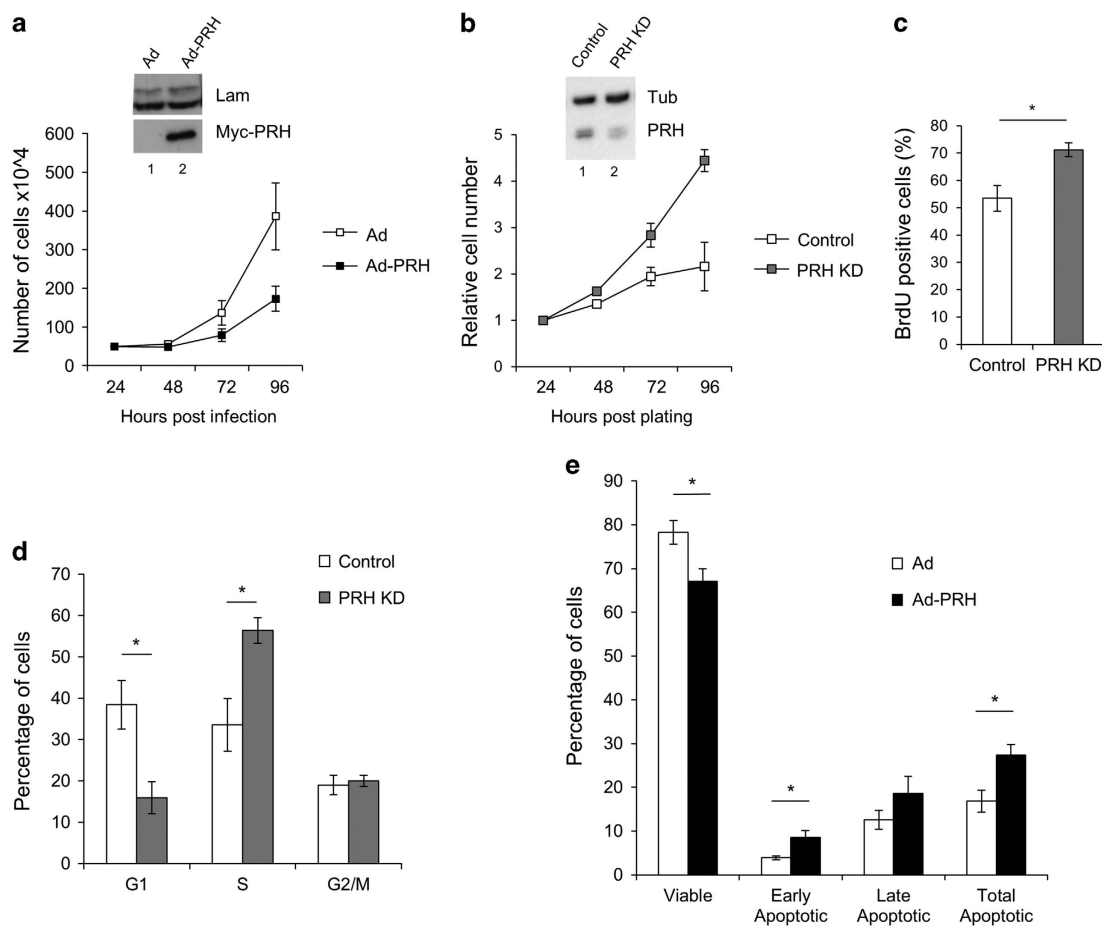 a
Ad
Ad-PRH
Lam
Myc-PRH
1 2
Number of cells x10^4
600
500
400
300
200
100
0
24 48 72 96
Hours post infection
Ad
Ad-PRH
b
Control
PRH KD
Tub
PRH
1 2
Relative cell number
5
4
3
2
1
0
24 48 72 96
Hours post plating
Control
PRH KD
c
*
BrdU positive cells (%)
80
70
60
50
40
30
20
10
0
Control PRH KD
d
Control
PRH KD
Percentage of cells
70
60
50
40
30
20
10
0
*
*
G1 S G2/M
e
Percentage of cells
90
80
70
60
50
40
30
20
10
0
*
*
*
Ad
Ad-PRH
Viable Early Late Total
Apoptotic Apoptotic Apoptotic